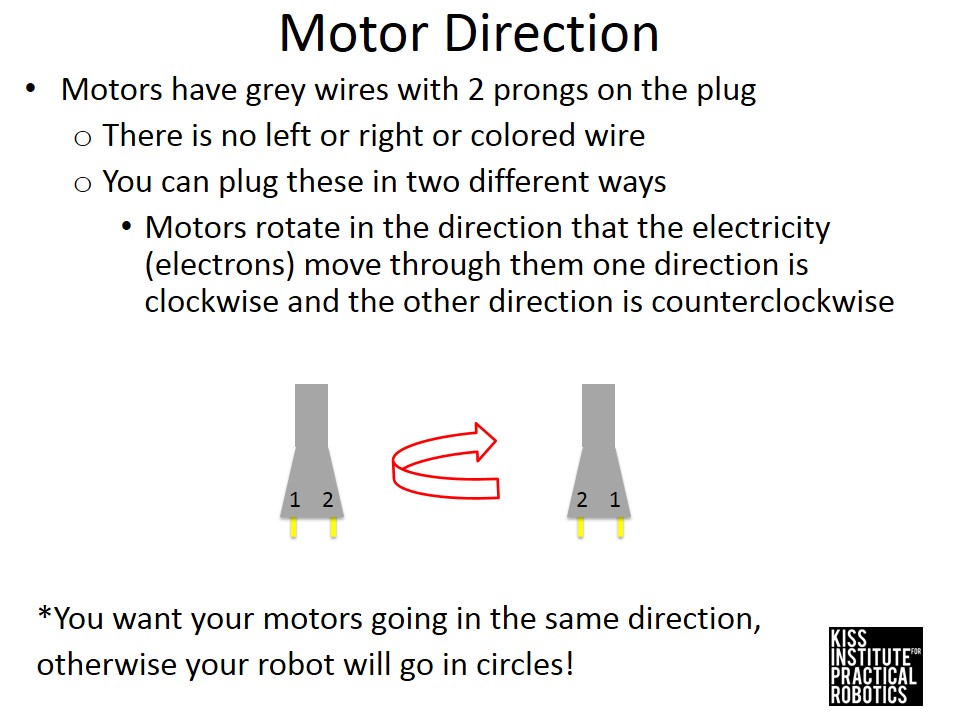 Motor Direction
• Motors have grey wires with 2 prongs on the plug
o There is no left or right or colored wire
o You can plug these in two different ways
• Motors rotate in the direction that the electricity
(electrons) move through them one direction is
clockwise and the other direction is counterclockwise
1 2
2 1
*You want your motors going in the same direction,
otherwise your robot will go in circles!
KISS
INSTITUTE FOR
PRACTICAL
ROBOTICS